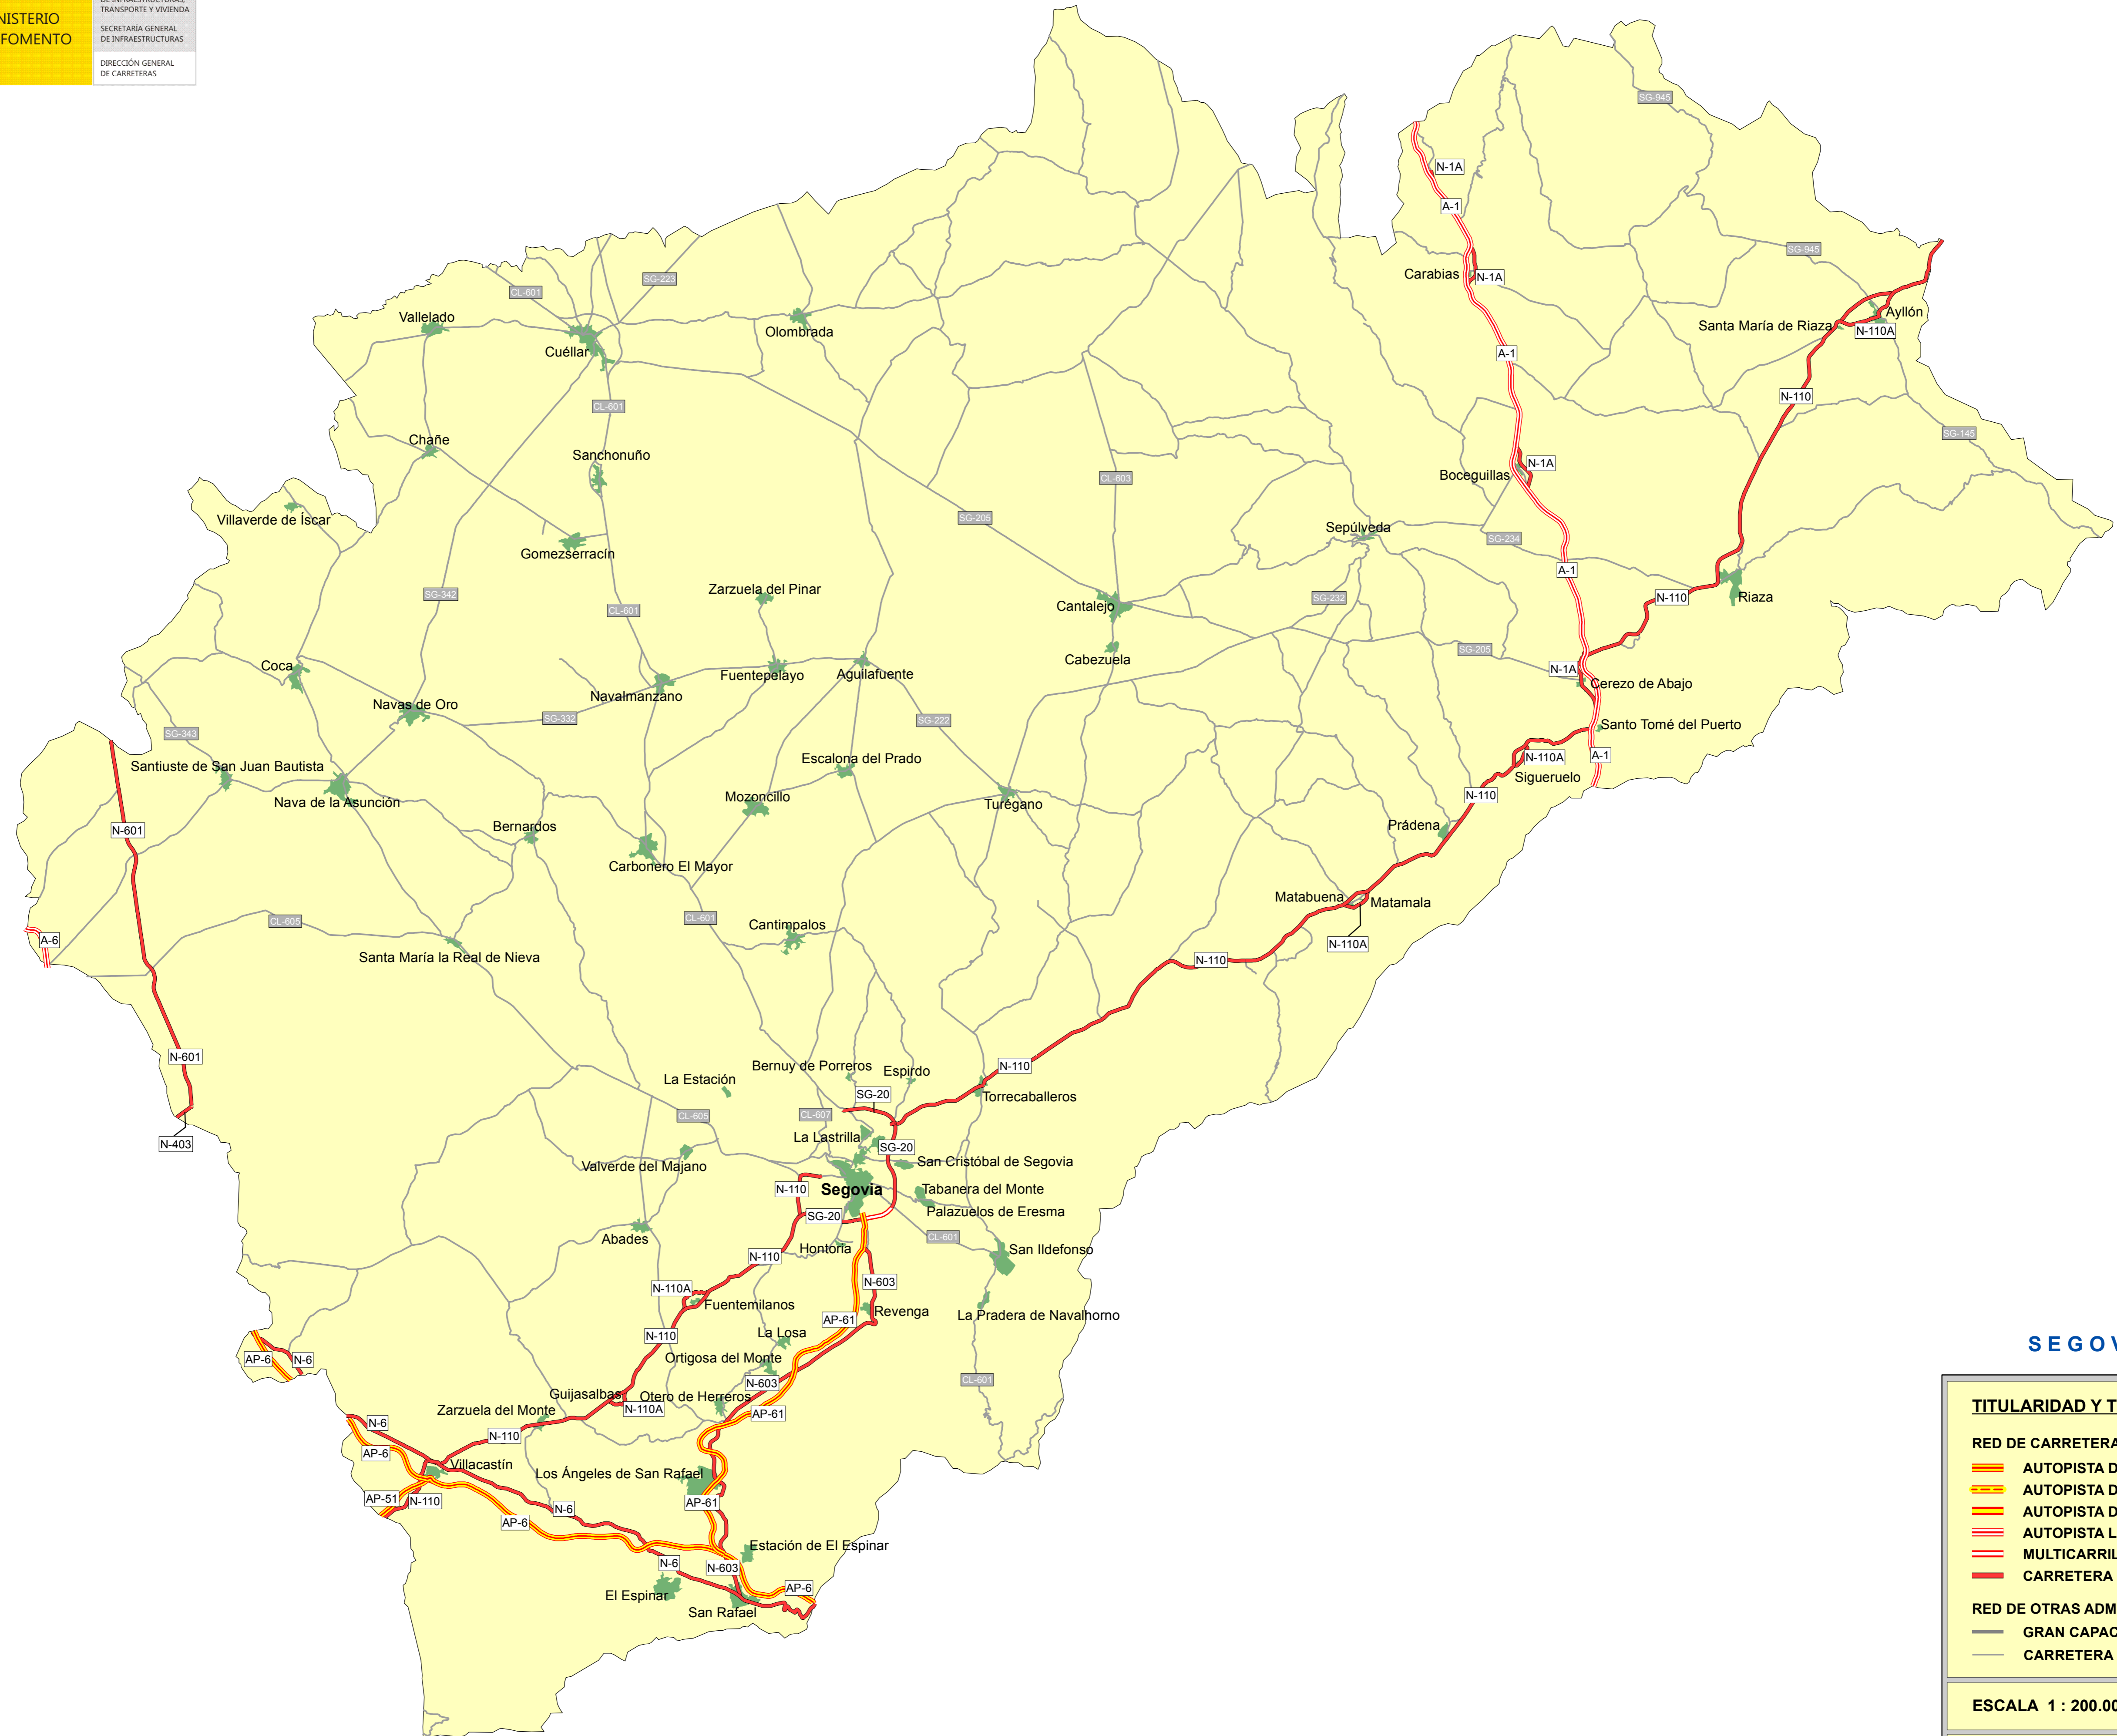 NISTERIO
FOMENTO
TRANSPORTE Y VIVIENDA
SECRETARÍA GENERAL
DE INFRAESTRUCTURAS
DIRECCIÓN GENERAL
DE CARRETERAS
SG-945
N-1A
A-1
SG-945
Carabias
N-1A
SG-223
CL-601
Vallelado
Olombrada
Cuéllar
Santa María de Riaza
Ayllón
N-110A
A-1
N-110
CL-601
Chañe
Sanchonuño
SG-145
CL-603
Boceguillas
N-1A
Villaverde de Íscar
SG-205
Sepúlveda
Gomezserracín
SG-234
A-1
SG-342
Zarzuela del Pinar
CL-601
Cantalejo
SG-232
N-110
Riaza
Coca
Fuentepelayo
Aguilafuente
Cabezuela
SG-205
N-1A
Cerezo de Abajo
Navalmanzano
Navas de Oro
SG-332
SG-222
Santo Tomé del Puerto
SG-343
Santiuste de San Juan Bautista
Escalona del Prado
N-110A
A-1
Sigueruelo
Nava de la Asunción
Mozoncillo
Turégano
N-110
N-601
Bernardos
Prádena
Carbonero El Mayor
Matabuena
Matamala
CL-605
CL-601
Cantimpalos
A-6
N-110A
Santa María la Real de Nieva
N-110
N-601
Bernuy de Porreros
Espirdo
N-110
La Estación
SG-20
Torrecaballeros
CL-605
CL-607
N-403
La Lastrilla
SG-20
Valverde del Majano
San Cristóbal de Segovia
N-110
Segovia
Tabanera del Monte
SG-20
Palazuelos de Eresma
Abades
CL-601
Hontoria
San Ildefonso
N-110
N-603
N-110A
Fuentemilanos
Revenga
La Pradera de Navalhorno
AP-61
N-110
La Losa
AP-6
N-6
Ortigosa del Monte
CL-601
N-603
Guijasalbas
Otero de Herreros
N-110A
Zarzuela del Monte
AP-61
N-6
N-110
AP-6
Villacastín
Los Ángeles de San Rafael
AP-51
N-110
AP-61
N-6
AP-6
Estación de El Espinar
N-6
N-603
AP-6
El Espinar
San Rafael
SEGOV
TITULARIDAD Y T
RED DE CARRETERA
AUTOPISTA D
AUTOPISTA D
AUTOPISTA D
AUTOPISTA L
MULTICARRIL
CARRETERA
RED DE OTRAS ADM
GRAN CAPAC
CARRETERA
ESCALA 1 : 200.00